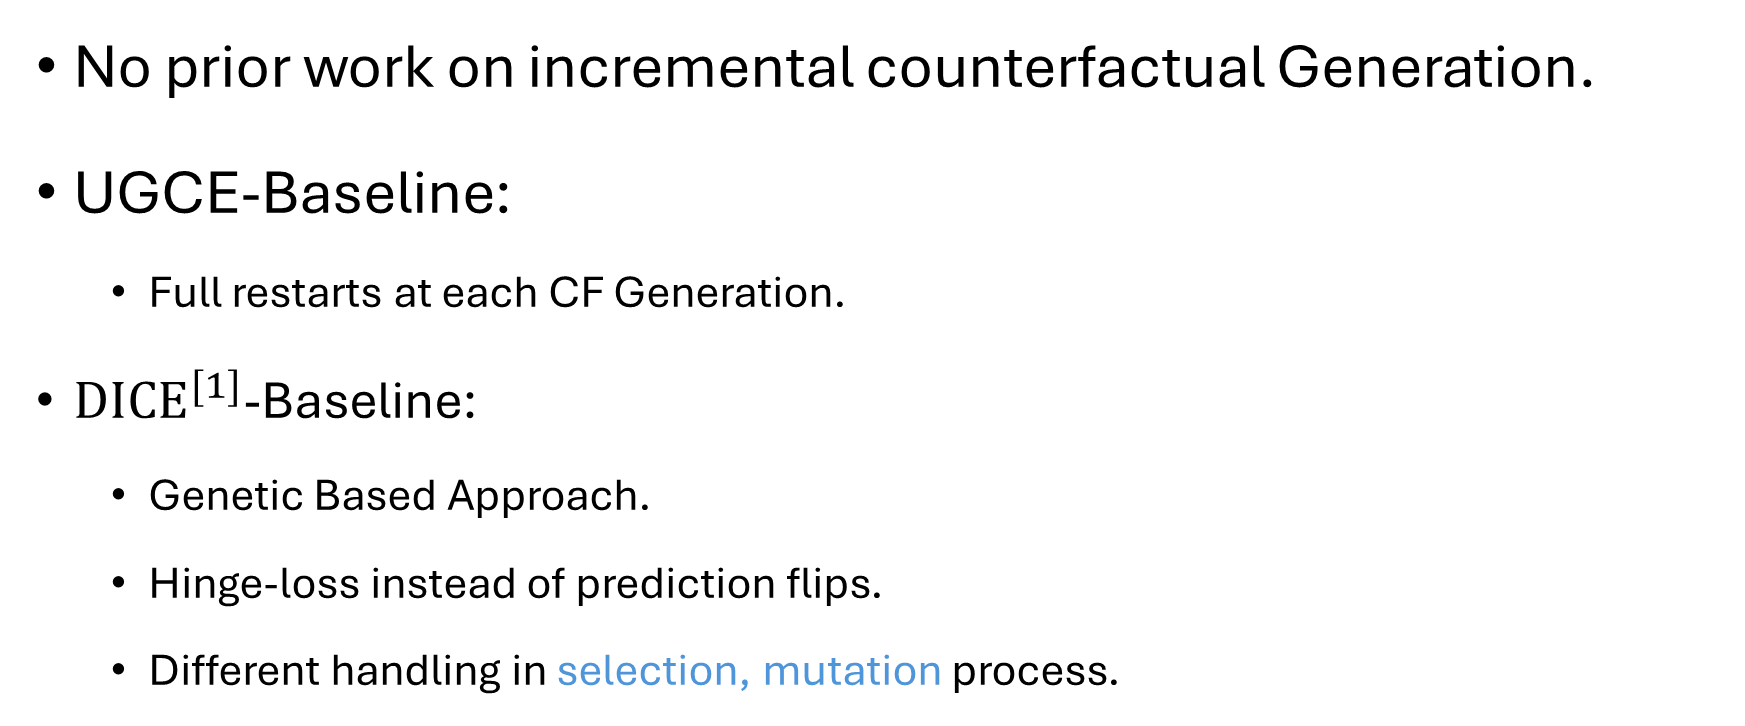 • No prior work on incremental counterfactual Generation.
• UGCE-Baseline:
• Full restarts at each CF Generation.
• DICE[1]-Baseline:
• Genetic Based Approach.
• Hinge-loss instead of prediction flips.
• Different handling in selection, mutation process.